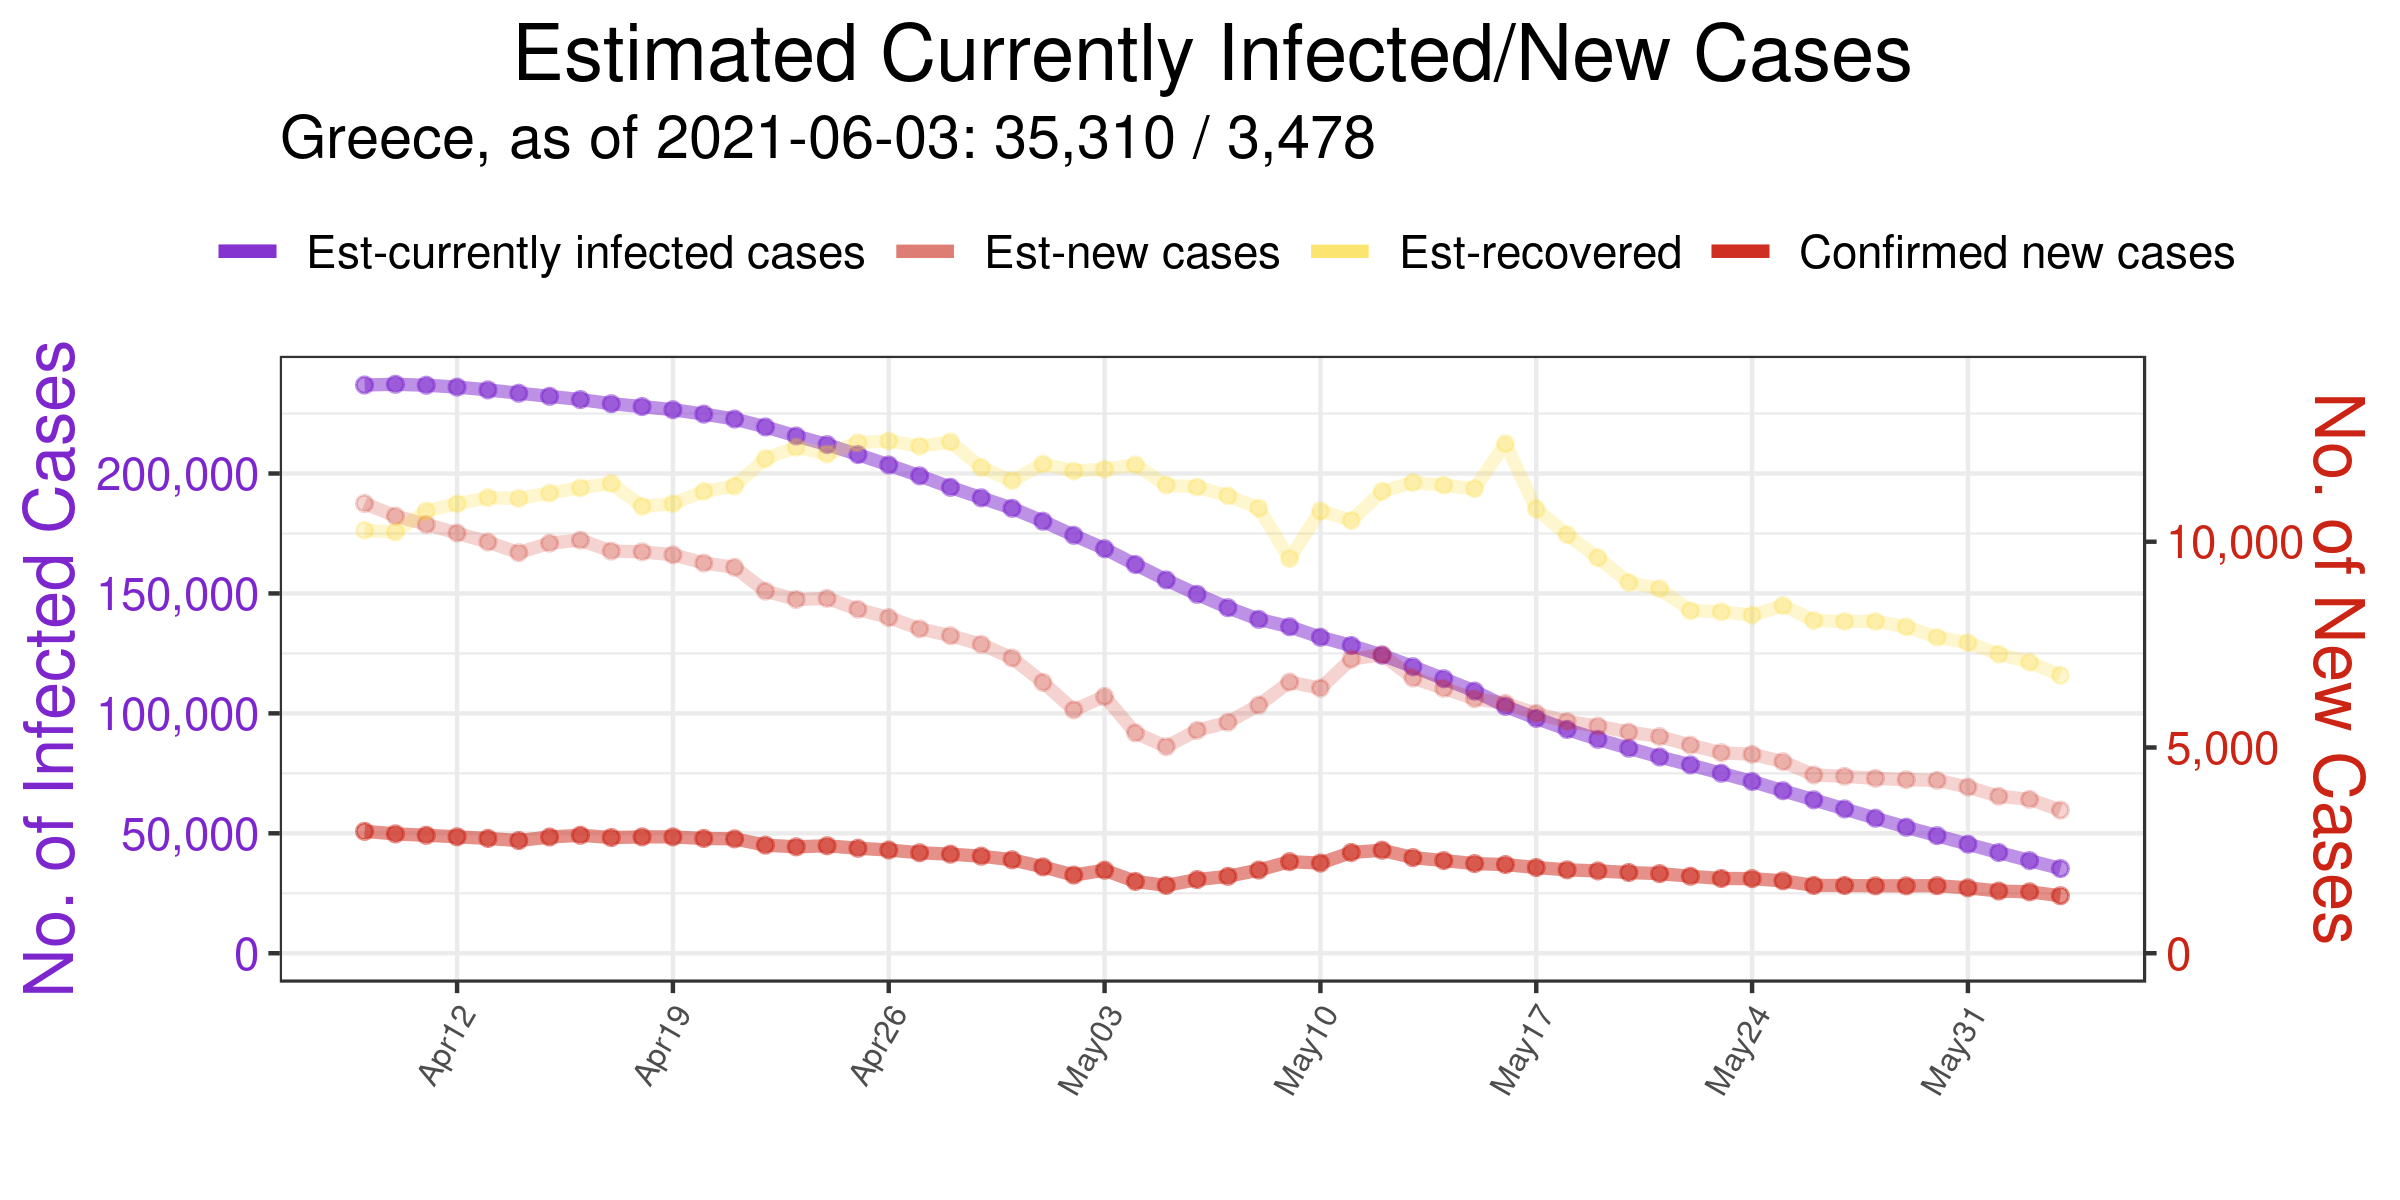 Estimated Currently Infected/New Cases
Greece, as of 2021-06-03: 35,310 / 3,478
Est-currently infected cases Est-new cases Est-recovered Confirmed new cases
No. of Infected Cases
200,000
150,000
100,000
50,000
0
10,000
5,000
0
No. of New Cases
Apr12 Apr19 Apr26 May03 May10 May17 May24 May31